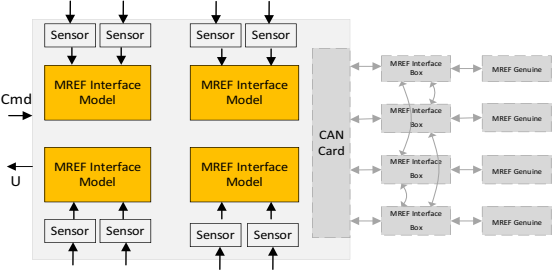 Sensor Sensor Sensor Sensor
MREF Interface
Model
MREF Interface
Model
Cmd
U
MREF Interface
Model
MREF Interface
Model
Sensor Sensor Sensor Sensor
CAN
Card
MREF Interface
Box
MREF Genuine
MREF Interface
Box
MREF Genuine
MREF Interface
Box
MREF Genuine
MREF Interface
Box
MREF Genuine